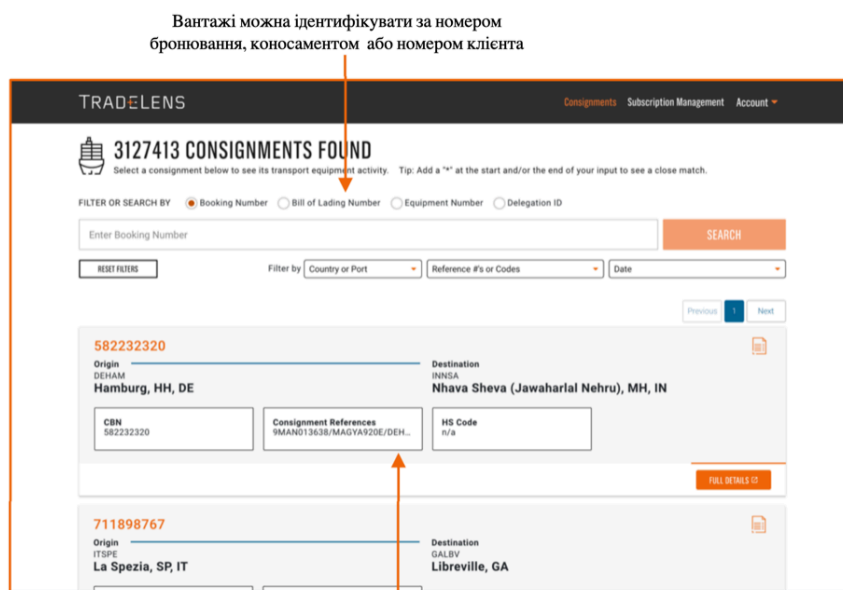 Вантажі можна ідентифікувати за номером
бронювання, коносаментом або номером клієнта
TRADELENS
Consignments Subscription Management Account
3127413 CONSIGNMENTS FOUND
Select a consignment below to see its transport equipment activity. Tip: Add a "*" at the start and/or the end of your input to see a close match.
FILTER OR SEARCH BY Booking Number Bill of Lading Number Equipment Number Delegation ID
Enter Booking Number SEARCH
RESET FILTERS Filter by Country or Port Reference #'s or Codes Date
Previous 1 Next
582232320
Origin Destination
DEHAM INNSA
Hamburg, HH, DE Nhava Sheva (Jawaharlal Nehru), MH, IN
CBN Consignment References HS Code
582232320 9MAN013638/MAGYA920E/DEH... n/a
FULL DETAILS
711898767
Origin Destination
ITSPE GALBV
La Spezia, SP, IT Libreville, GA